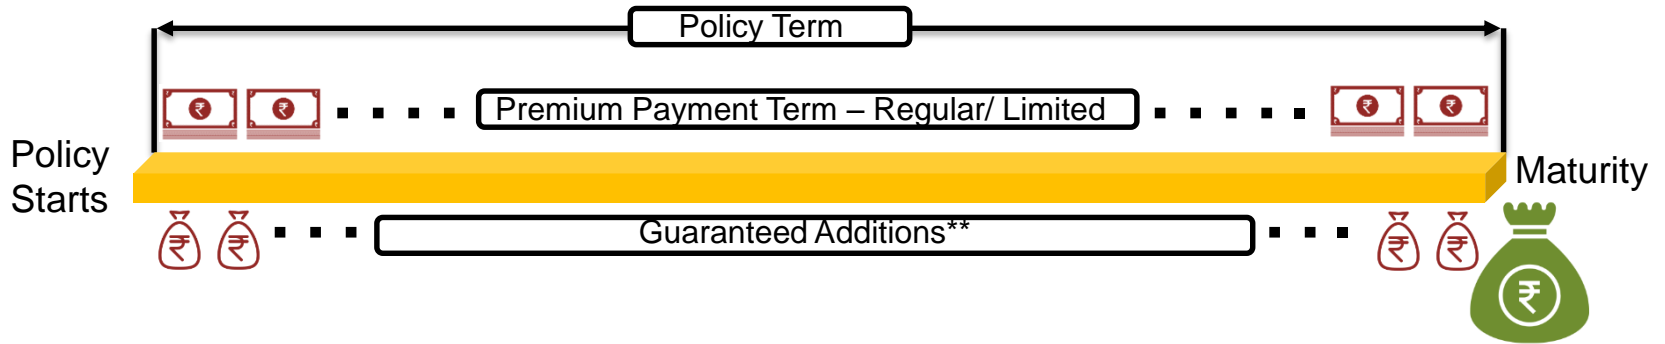 Policy Term
₹ ₹ Premium Payment Term – Regular/ Limited ₹ ₹
Policy
Starts
Maturity
₹ ₹ Guaranteed Additions** ₹ ₹
₹